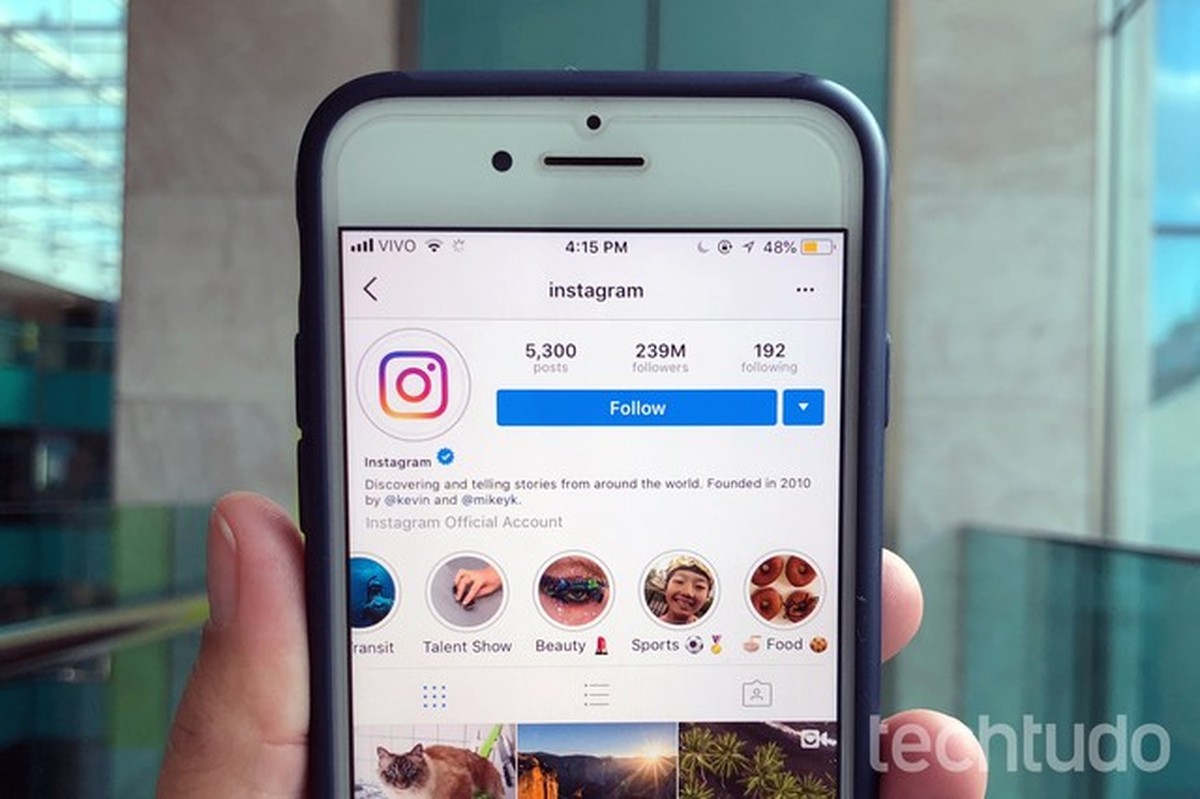 VIVO 4:15 PM 48%
instagram
5,300 239M 192
posts followers following
Follow
Instagram
Discovering and telling stories from around the world. Founded in 2010
by @kevin and @mikeyk.
Instagram Official Account
ransit Talent Show Beauty 💄 Sports ⚽🏅 🍜 Food 🍪
techtudo